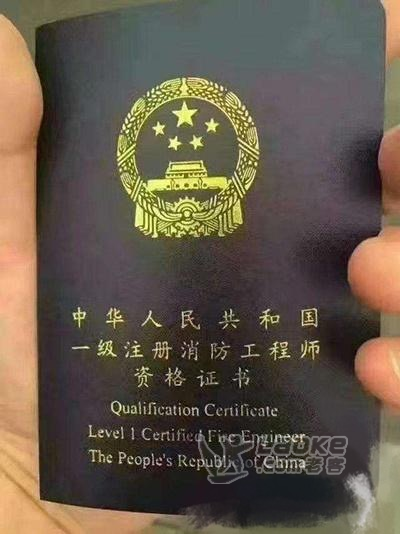 中华人民共和国
一级注册消防工程师
资格证书
Qualification Certificate
Level 1 Certified Fire Engineer
The People's Republic of China